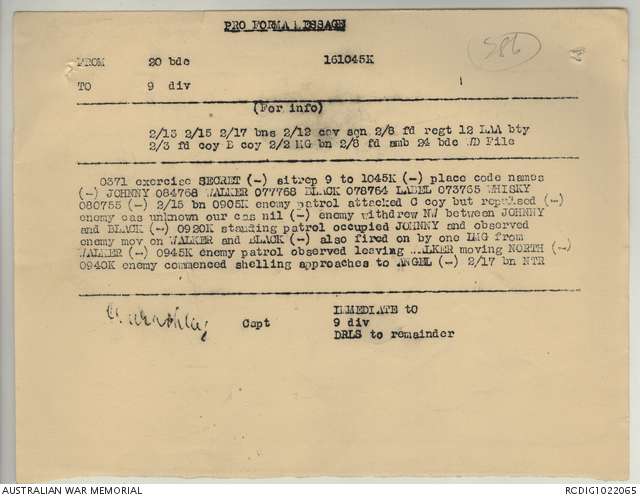 PRO FORMA MESSAGE
586
FROM 20 bde 161045K
TO 9 div
(For info)
2/13 2/15 2/17 bns 2/12 cav sqn 2/8 fd regt 12 LAA bty
2/3 fd coy B coy 2/2 MG bn 2/8 fd amb 24 bde WD File
0371 exercise SECRET (-) sitrep 9 to 1045K (-) place code names
(-) JOHNNY 084768 WALKER 077768 BLACK 078764 LABEL 073765 WHISKY
080755 (-) 2/15 bn 0905K enemy patrol attacked C coy but repulsed (-)
enemy cas unknown our cas nil (-) enemy withdrew NW between JOHNNY
and BLACK (-) 0920K standing patrol occupied JOHNNY and observed
enemy mov on WALKER and BLACK (-) also fired on by one LMG from
WALKER (-) 0945K enemy patrol observed leaving ..LKER moving NORTH (-)
0940K enemy commenced shelling approaches to ANGEL (-) 2/17 bn NTR
Capt
IMMEDIATE to
9 div
DRLS to remainder
AUSTRALIAN WAR MEMORIAL RCDIG1022065